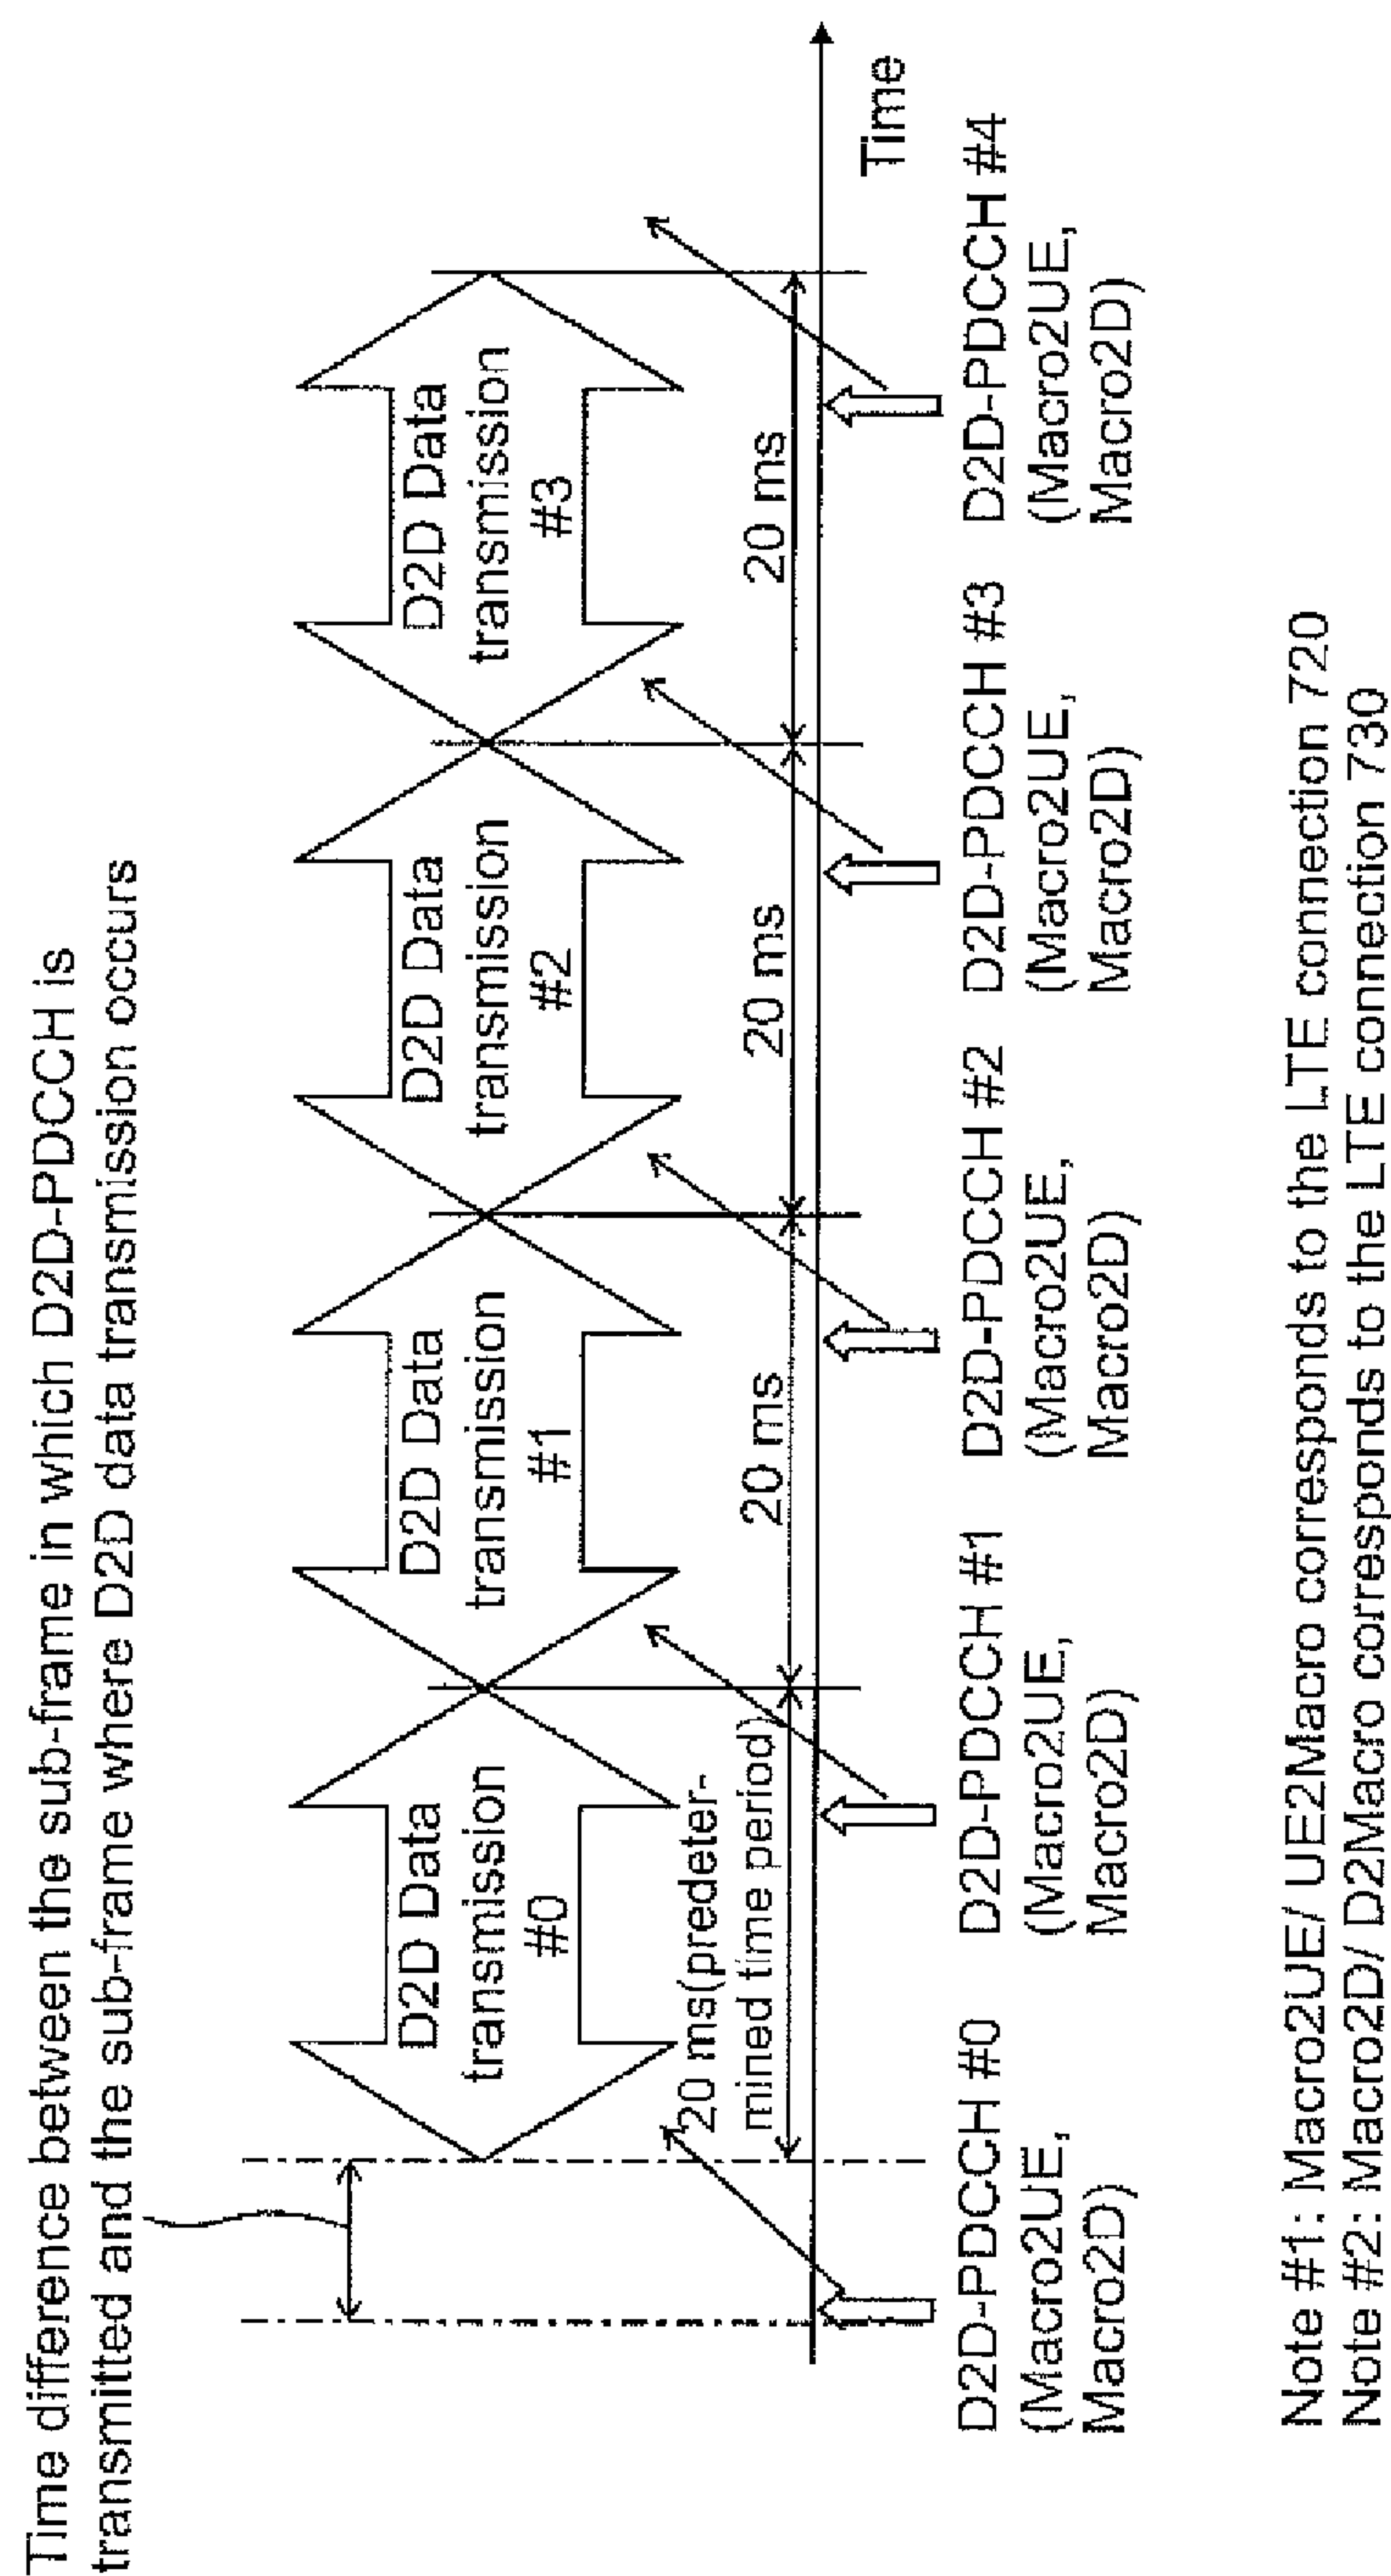 Time difference between the sub-frame in which D2D-PDCCH is
transmitted and the sub-frame where D2D data transmission occurs
D2D Data
transmission
#0
D2D Data
transmission
#1
D2D Data
transmission
#2
D2D Data
transmission
#3
20 ms(predeter-
mined time period)
20 ms
20 ms
20 ms
Time
D2D-PDCCH #0
(Macro2UE,
Macro2D)
D2D-PDCCH #1
(Macro2UE,
Macro2D)
D2D-PDCCH #2
(Macro2UE,
Macro2D)
D2D-PDCCH #3
(Macro2UE,
Macro2D)
D2D-PDCCH #4
(Macro2UE,
Macro2D)
Note #1: Macro2UE/ UE2Macro corresponds to the LTE connection 720
Note #2: Macro2D/ D2Macro corresponds to the LTE connection 730